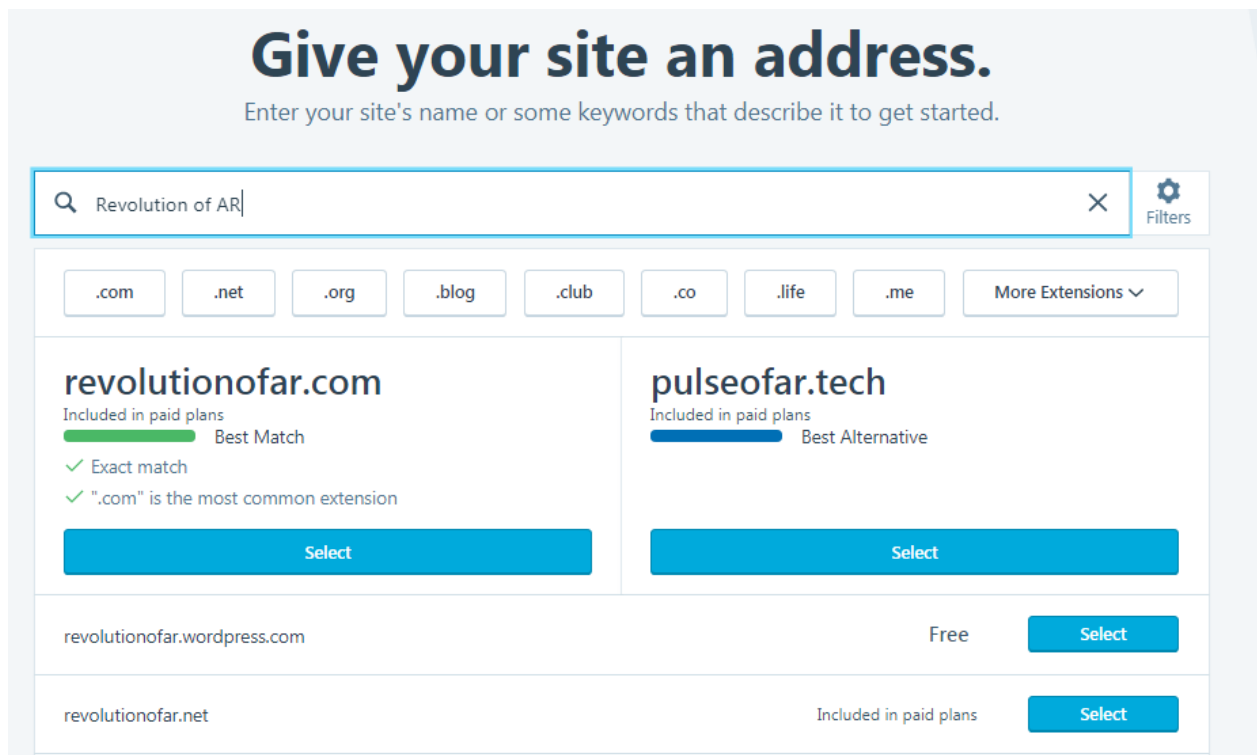 Give your site an address.
Enter your site's name or some keywords that describe it to get started.
Revolution of AR
Filters
.com .net .org .blog .club .co .life .me More Extensions
revolutionofar.com
Included in paid plans
Best Match
Exact match
".com" is the most common extension
Select
pulseofar.tech
Included in paid plans
Best Alternative
Select
revolutionofar.wordpress.com Free Select
revolutionofar.net Included in paid plans Select